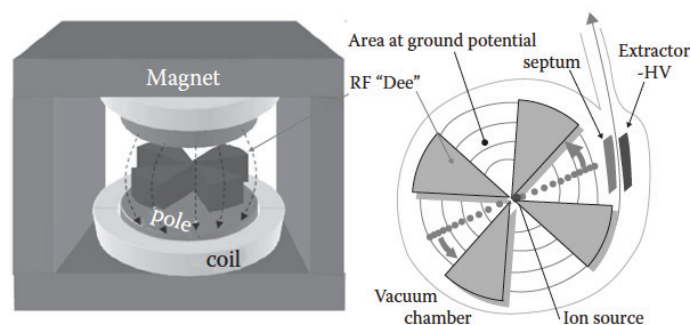 Magnet
pole
coil
Area at ground potential
RF “Dee”
septum
Extractor
-HV
Vacuum
chamber
Ion source